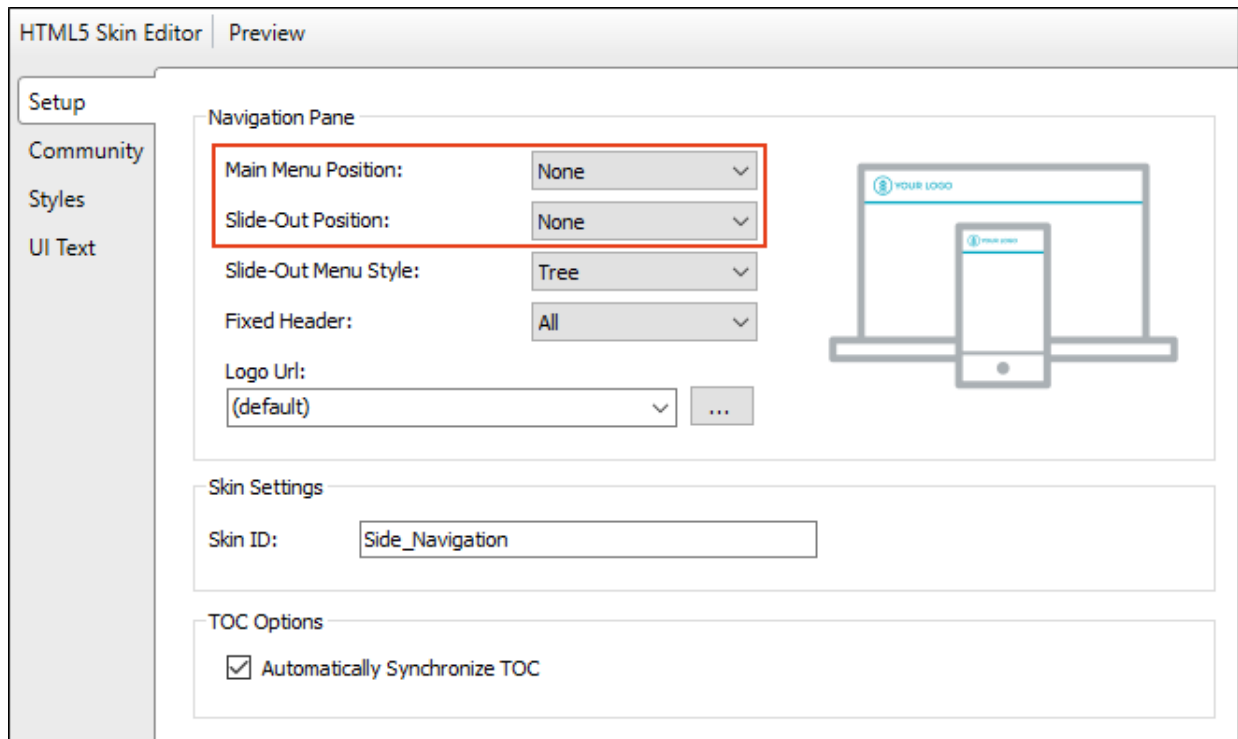 HTML5 Skin Editor Preview
Setup
Community
Styles
UI Text
Navigation Pane
Main Menu Position: None
Slide-Out Position: None
Slide-Out Menu Style: Tree
Fixed Header: All
Logo Url:
(default) ...
YOUR LOGO
YOUR LOGO
Skin Settings
Skin ID: Side_Navigation
TOC Options
Automatically Synchronize TOC